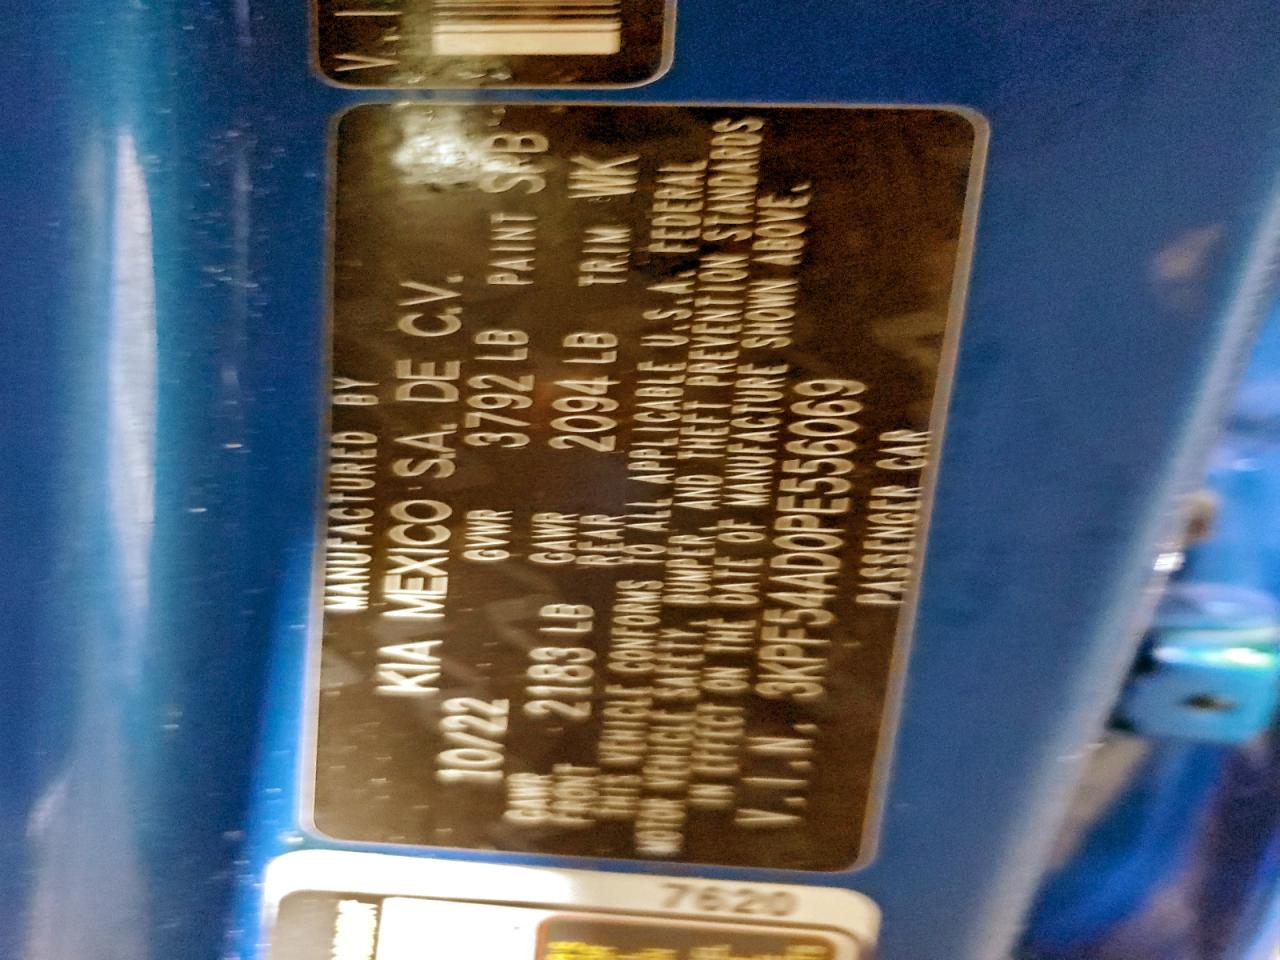 V.I.
MANUFACTURED BY
KIA MEXICO S.A. DE C.V.
10/22 GVWR 3792 LB PAINT SPB
GAWR FRONT 2183 LB GAWR REAR 2094 LB TRIM WK
THIS VEHICLE CONFORMS TO ALL APPLICABLE U.S.A. FEDERAL
MOTOR VEHICLE SAFETY BUMPER AND THEFT PREVENTION STANDARDS
IN EFFECT ON THE DATE OF MANUFACTURE SHOWN ABOVE.
V.I.N. 3KPF54AD0PE556069
PASSENGER CAR
7620